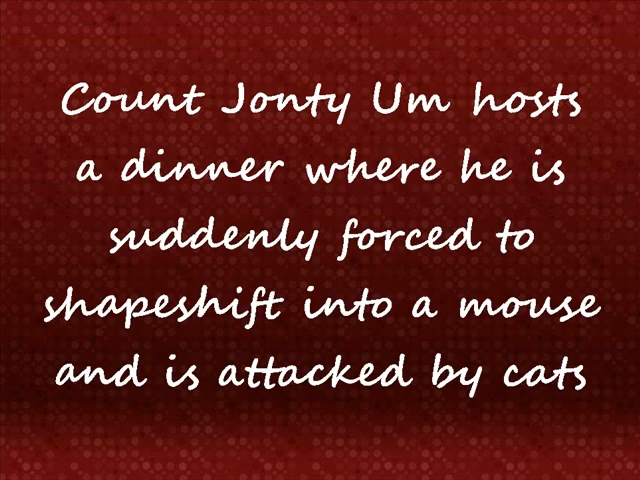 Count Jonty Um hosts
a dinner where he is
suddenly forced to
shapeshift into a mouse
and is attacked by cats